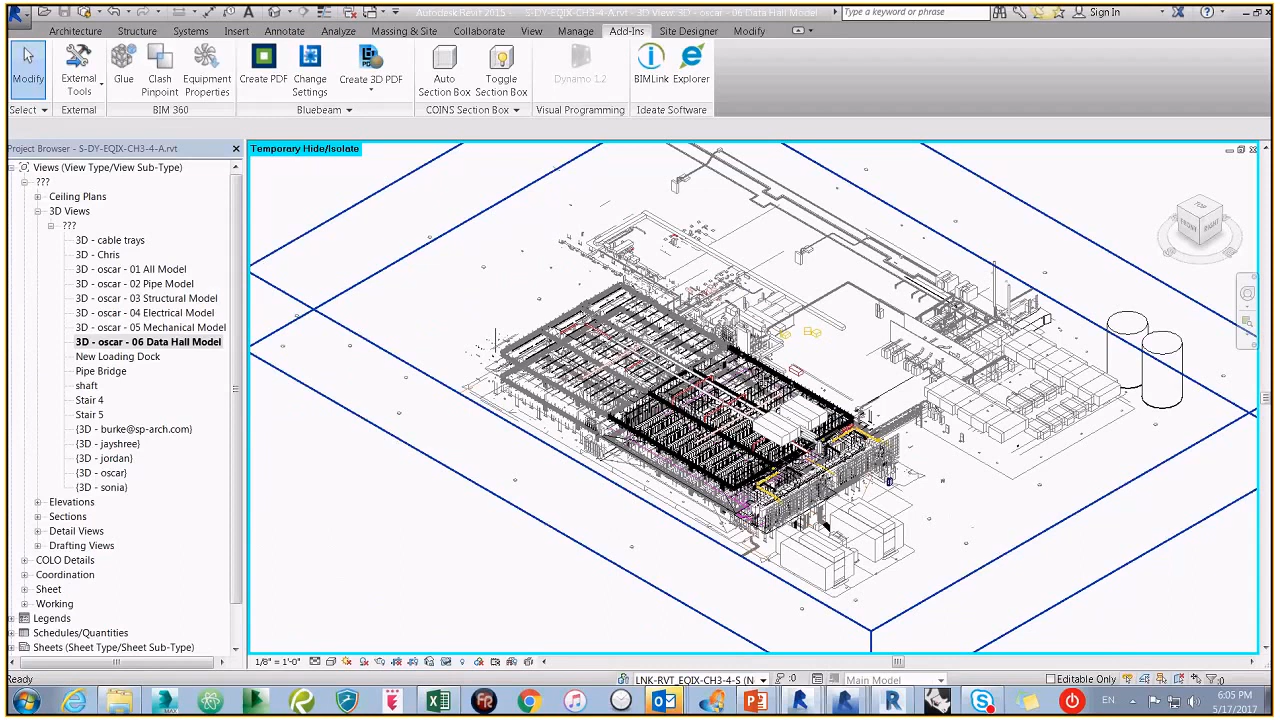 Autodesk Revit 2015 - S-DY-EQIX-CH3-4-A.rvt - 3D View: 3D - oscar - 06 Data Hall Model
Type a keyword or phrase
Sign In
Architecture Structure Systems Insert Annotate Analyze Massing & Site Collaborate View Manage Add-Ins Site Designer Modify
Modify
External
Tools
Glue
Clash
Pinpoint
Equipment
Properties
Create PDF
Change
Settings
Create 3D PDF
Auto
Section Box
Toggle
Section Box
Dynamo 1.2
BIMLink
Explorer
Select External BIM 360 Bluebeam COINS Section Box Visual Programming Ideate Software
Project Browser - S-DY-EQIX-CH3-4-A.rvt
Temporary Hide/Isolate
Views (View Type/View Sub-Type)
???
Ceiling Plans
3D Views
???
3D - cable trays
3D - Chris
3D - oscar - 01 All Model
3D - oscar - 02 Pipe Model
3D - oscar - 03 Structural Model
3D - oscar - 04 Electrical Model
3D - oscar - 05 Mechanical Model
3D - oscar - 06 Data Hall Model
New Loading Dock
Pipe Bridge
shaft
Stair 4
Stair 5
{3D - burke@sp-arch.com}
{3D - jayshree}
{3D - jordan}
{3D - oscar}
{3D - sonia}
Elevations
Sections
Detail Views
Drafting Views
COLO Details
Coordination
Sheet
Working
Legends
Schedules/Quantities
Sheets (Sheet Type/Sheet Sub-Type)
TOP
FRONT
RIGHT
1/8" = 1'-0"
Ready
LNK-RVT_EQIX-CH3-4-S (N
:0
Main Model
Editable Only
:0
EN
6:05 PM
5/17/2017